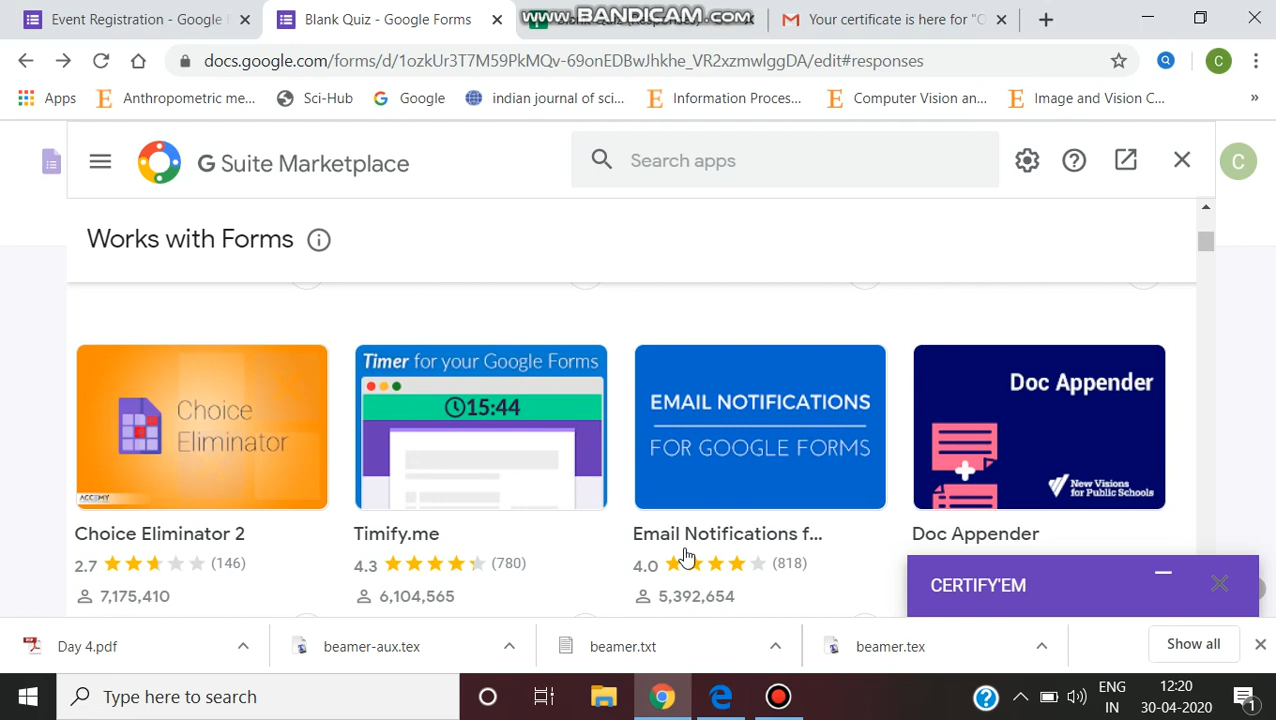 Event Registration - Google F
Blank Quiz - Google Forms
www.BANDICAM.com
Your certificate is here for "C
docs.google.com/forms/d/1ozkUr3T7M59PkMQv-69onEDBwJhkhe_VR2xzmwlggDA/edit#responses
C
Apps
Anthropometric me...
Sci-Hub
Google
indian journal of sci...
Information Proces...
Computer Vision an...
Image and Vision C...
»
G Suite Marketplace
Search apps
C
Works with Forms
Choice Eliminator
ACCEMY
Timer for your Google Forms
15:44
EMAIL NOTIFICATIONS
FOR GOOGLE FORMS
Doc Appender
New Visions for Public Schools
Choice Eliminator 2
Timify.me
Email Notifications f...
Doc Appender
2.7 (146)
4.3 (780)
4.0 (818)
7,175,410
6,104,565
5,392,654
CERTIFY'EM
Day 4.pdf
beamer-aux.tex
beamer.txt
beamer.tex
Show all
Type here to search
ENG
IN
12:20
30-04-2020
1